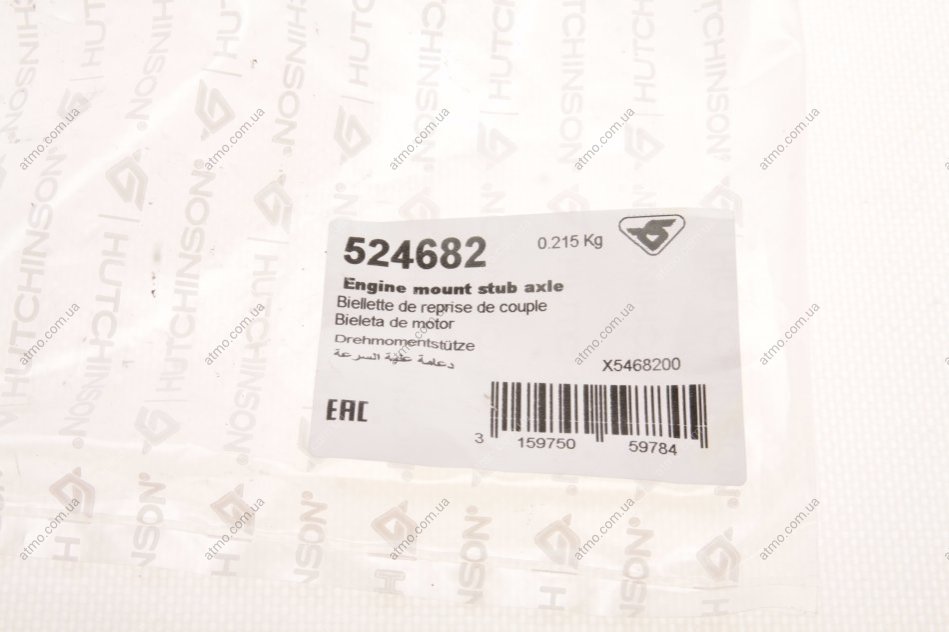 524682
0.215 Kg
Engine mount stub axle
Biellette de reprise de couple
Bieleta de motor
Drehmomentstütze
دعامة علبة السرعة
X5468200
EAC
3 159750 59784
HUTCHINSON
atmo.com.ua